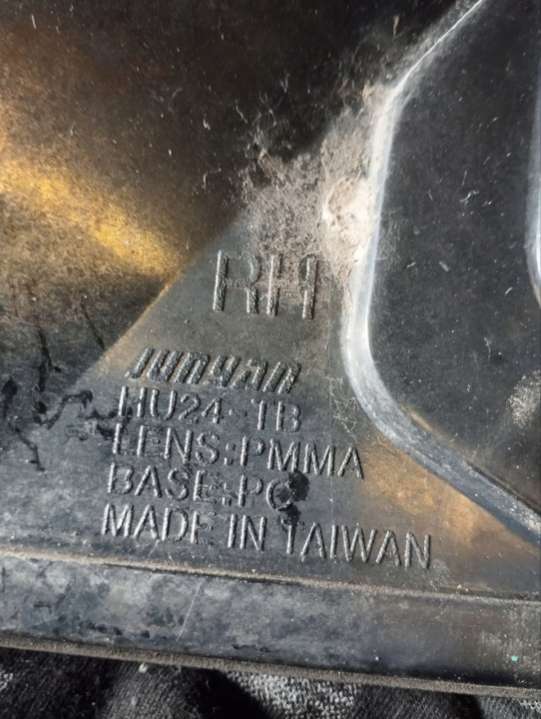 RH
junyan
HU24-1B
LENS:PMMA
BASE:PC
MADE IN TAIWAN